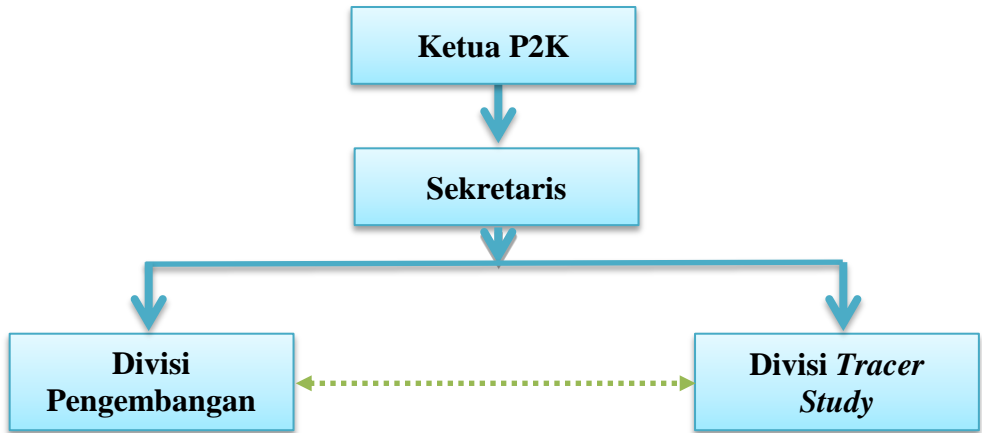 Ketua P2K
Sekretaris
Divisi
Pengembangan
Divisi Tracer
Study